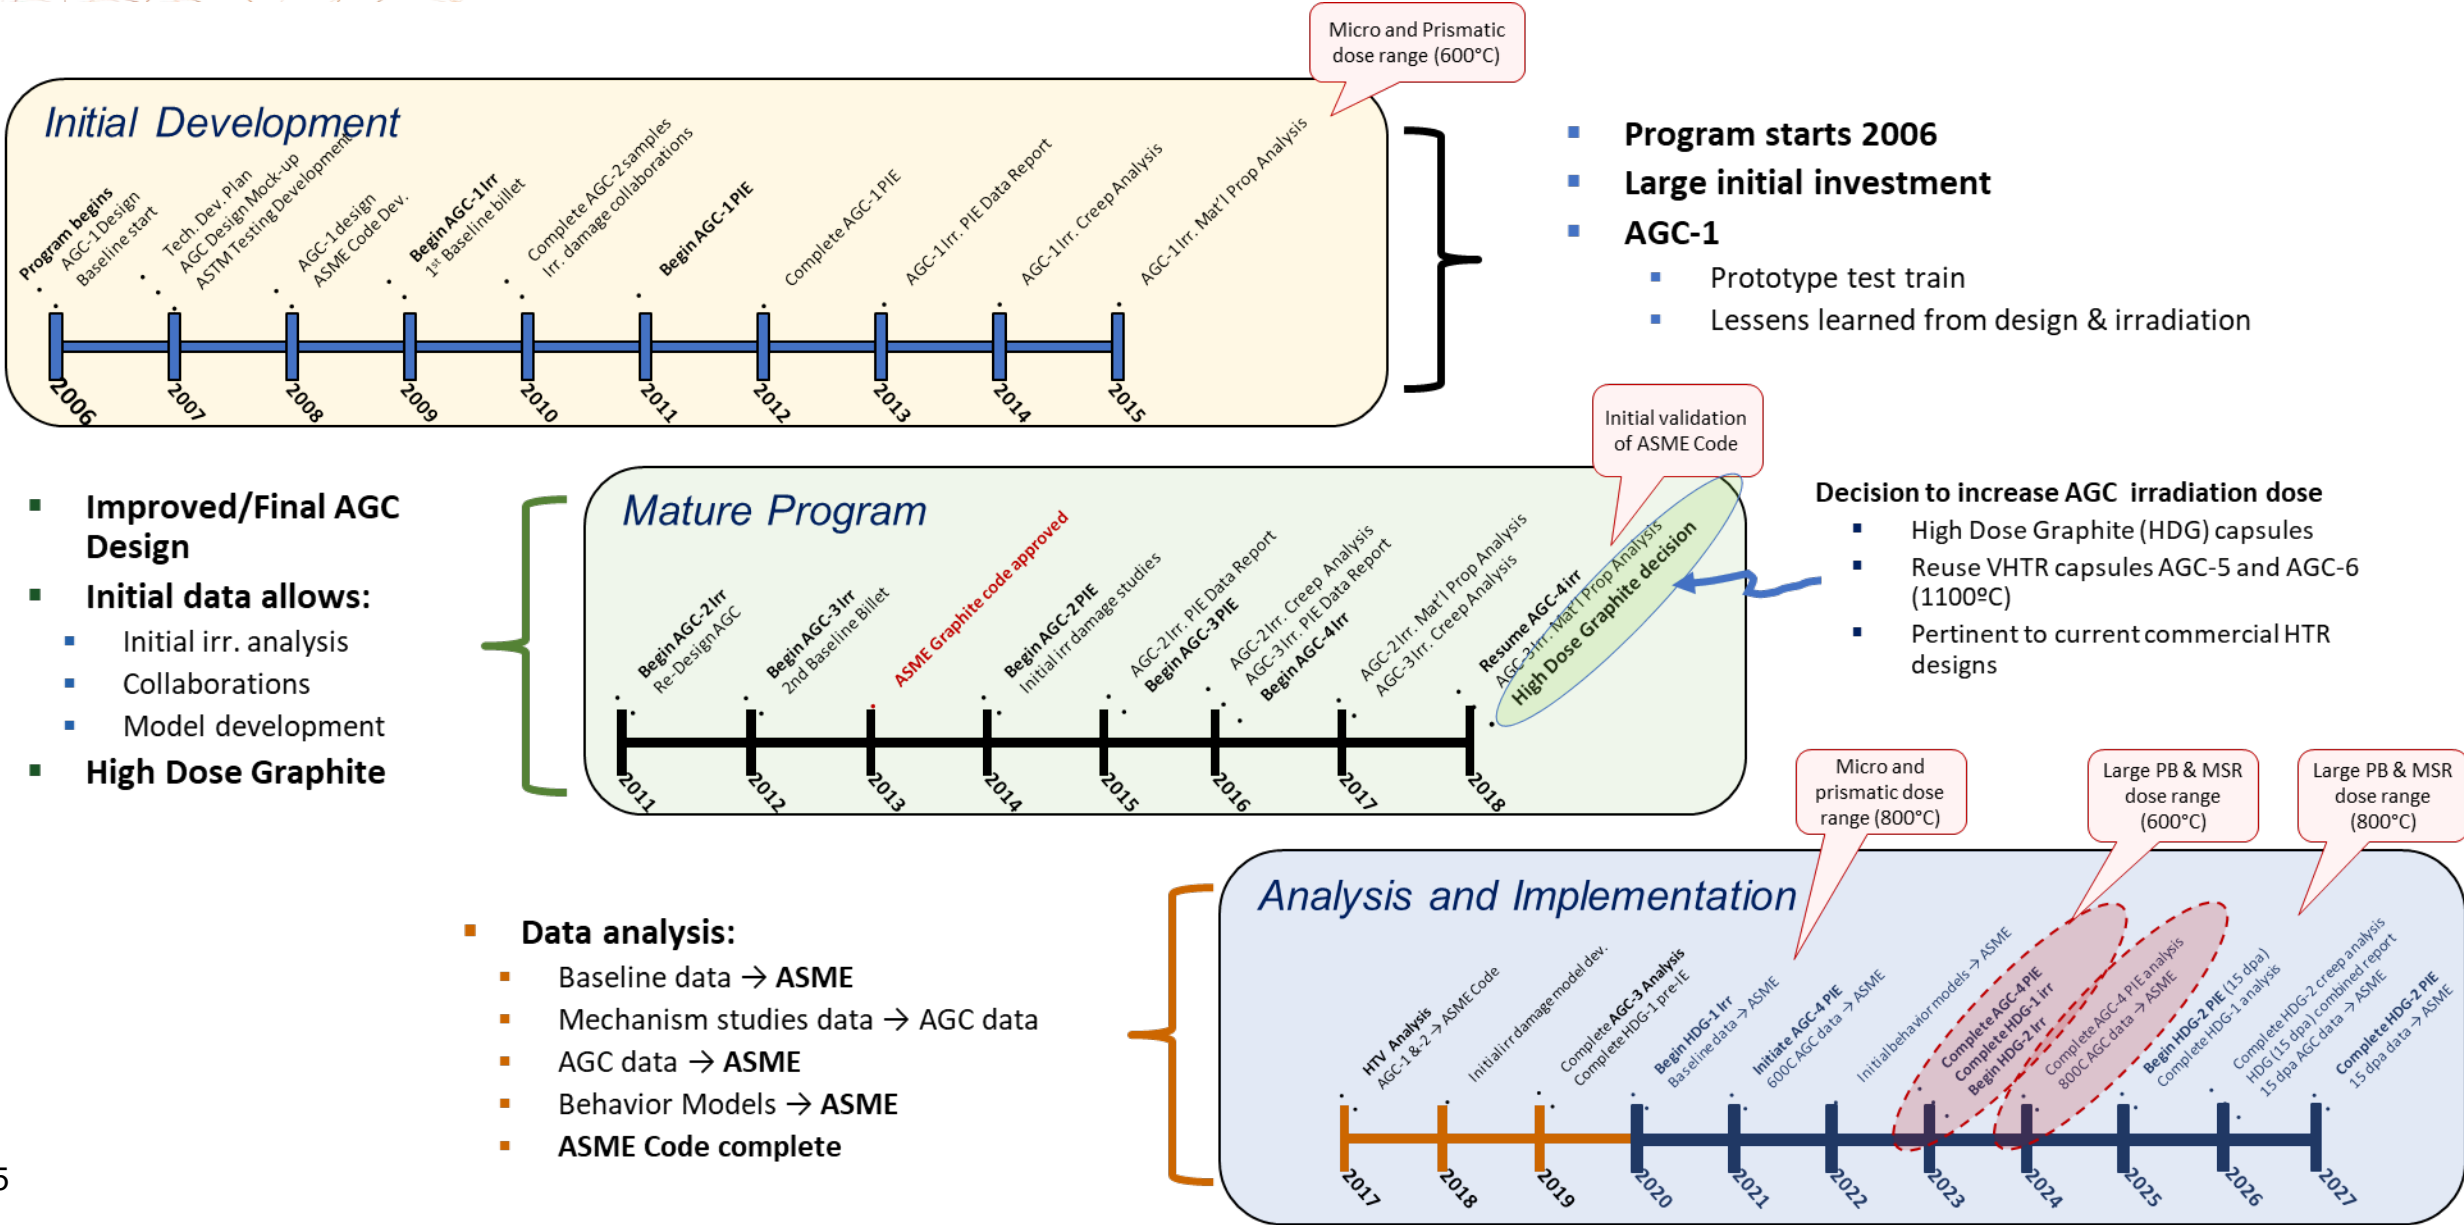 Micro and Prismatic
dose range (600°C)
Initial Development
Program begins
AGC-1 Design
Baseline start
Tech. Dev. Plan
AGC Design Mock-up
ASTM Testing Development
AGC-1 design
ASME Code Dev.
Begin AGC-1 Irr
1st Baseline billet
Complete AGC-2 samples
Irr. damage collaborations
Begin AGC-1 PIE
Complete AGC-1 PIE
AGC-1 Irr. PIE Data Report
AGC-1 Irr. Creep Analysis
AGC-1 Irr. Mat'l Prop Analysis
2006
2007
2008
2009
2010
2011
2012
2013
2014
2015
Program starts 2006
Large initial investment
AGC-1
Prototype test train
Lessens learned from design & irradiation
Improved/Final AGC
Design
Initial data allows:
Initial irr. analysis
Collaborations
Model development
High Dose Graphite
Initial validation
of ASME Code
Mature Program
Begin AGC-2 Irr
Re-Design AGC
Begin AGC-3 Irr
2nd Baseline Billet
ASME Graphite code approved
Begin AGC-2 PIE
Initial irr damage studies
AGC-2 Irr. PIE Data Report
Begin AGC-3 PIE
AGC-2 Irr. Creep Analysis
AGC-3 Irr. PIE Data Report
Begin AGC-4 Irr
AGC-2 Irr. Mat'l Prop Analysis
AGC-3 Irr. Creep Analysis
Resume AGC-4 irr
AGC-3 Irr. Mat'l Prop Analysis
High Dose Graphite decision
2011
2012
2013
2014
2015
2016
2017
2018
Decision to increase AGC irradiation dose
High Dose Graphite (HDG) capsules
Reuse VHTR capsules AGC-5 and AGC-6
(1100ºC)
Pertinent to current commercial HTR
designs
Micro and
prismatic dose
range (800°C)
Large PB & MSR
dose range
(600°C)
Large PB & MSR
dose range
(800°C)
Data analysis:
Baseline data → ASME
Mechanism studies data → AGC data
AGC data → ASME
Behavior Models → ASME
ASME Code complete
Analysis and Implementation
HTV Analysis
AGC-1 &-2 → ASME Code
Initial irr damage model dev.
Complete AGC-3 Analysis
Complete HDG-1 pre-IE
Begin HDG-1 Irr
Baseline data → ASME
Initiate AGC-4 PIE
600C AGC data → ASME
Initial behavior models → ASME
Complete AGC-4 PIE
Complete HDG-1 irr
Begin HDG-2 Irr
Complete AGC-4 PIE analysis
800C AGC data → ASME
Begin HDG-2 PIE (15 dpa)
Complete HDG-1 analysis
Complete HDG-2 creep analysis
HDG (15 dpa) combined report
15 dpa AGC data → ASME
Complete HDG-2 PIE
15 dpa data → ASME
2017
2018
2019
2020
2021
2022
2023
2024
2025
2026
2027
5